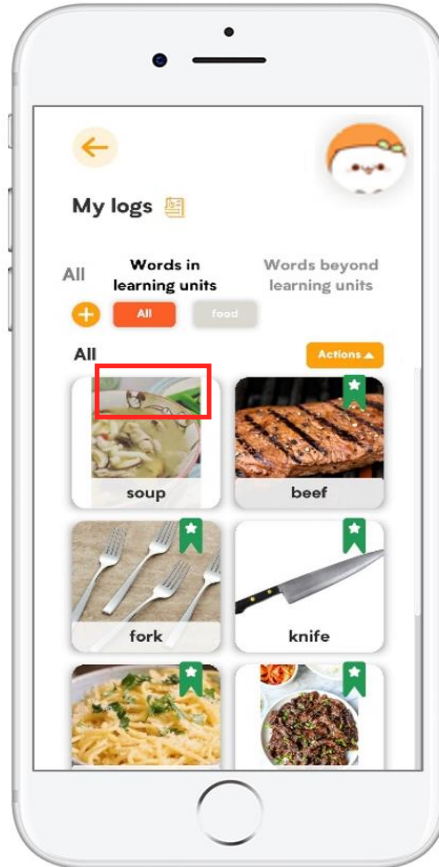 My logs
All
Words in
learning units
Words beyond
learning units
All
food
All
Actions
soup
beef
fork
knife